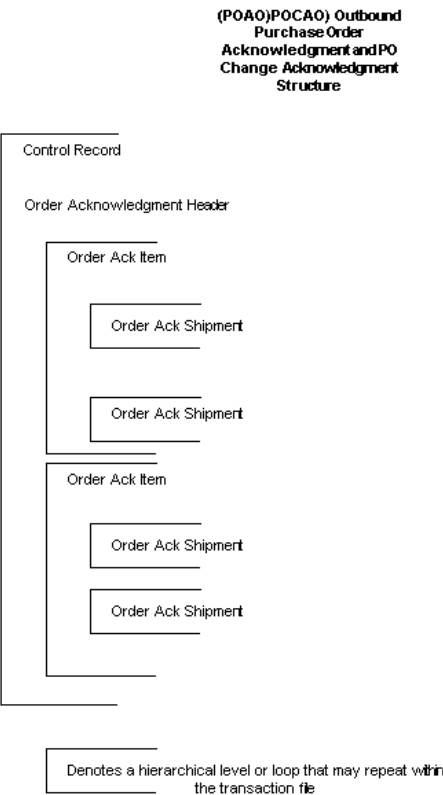 (POAO)POCAO) Outbound
Purchase Order
Acknowledgment and PO
Change Acknowledgment
Structure
Control Record
Order Acknowledgment Header
Order Ack Item
Order Ack Shipment
Order Ack Shipment
Order Ack Item
Order Ack Shipment
Order Ack Shipment
Denotes a hierarchical level or loop that may repeat within
the transaction file